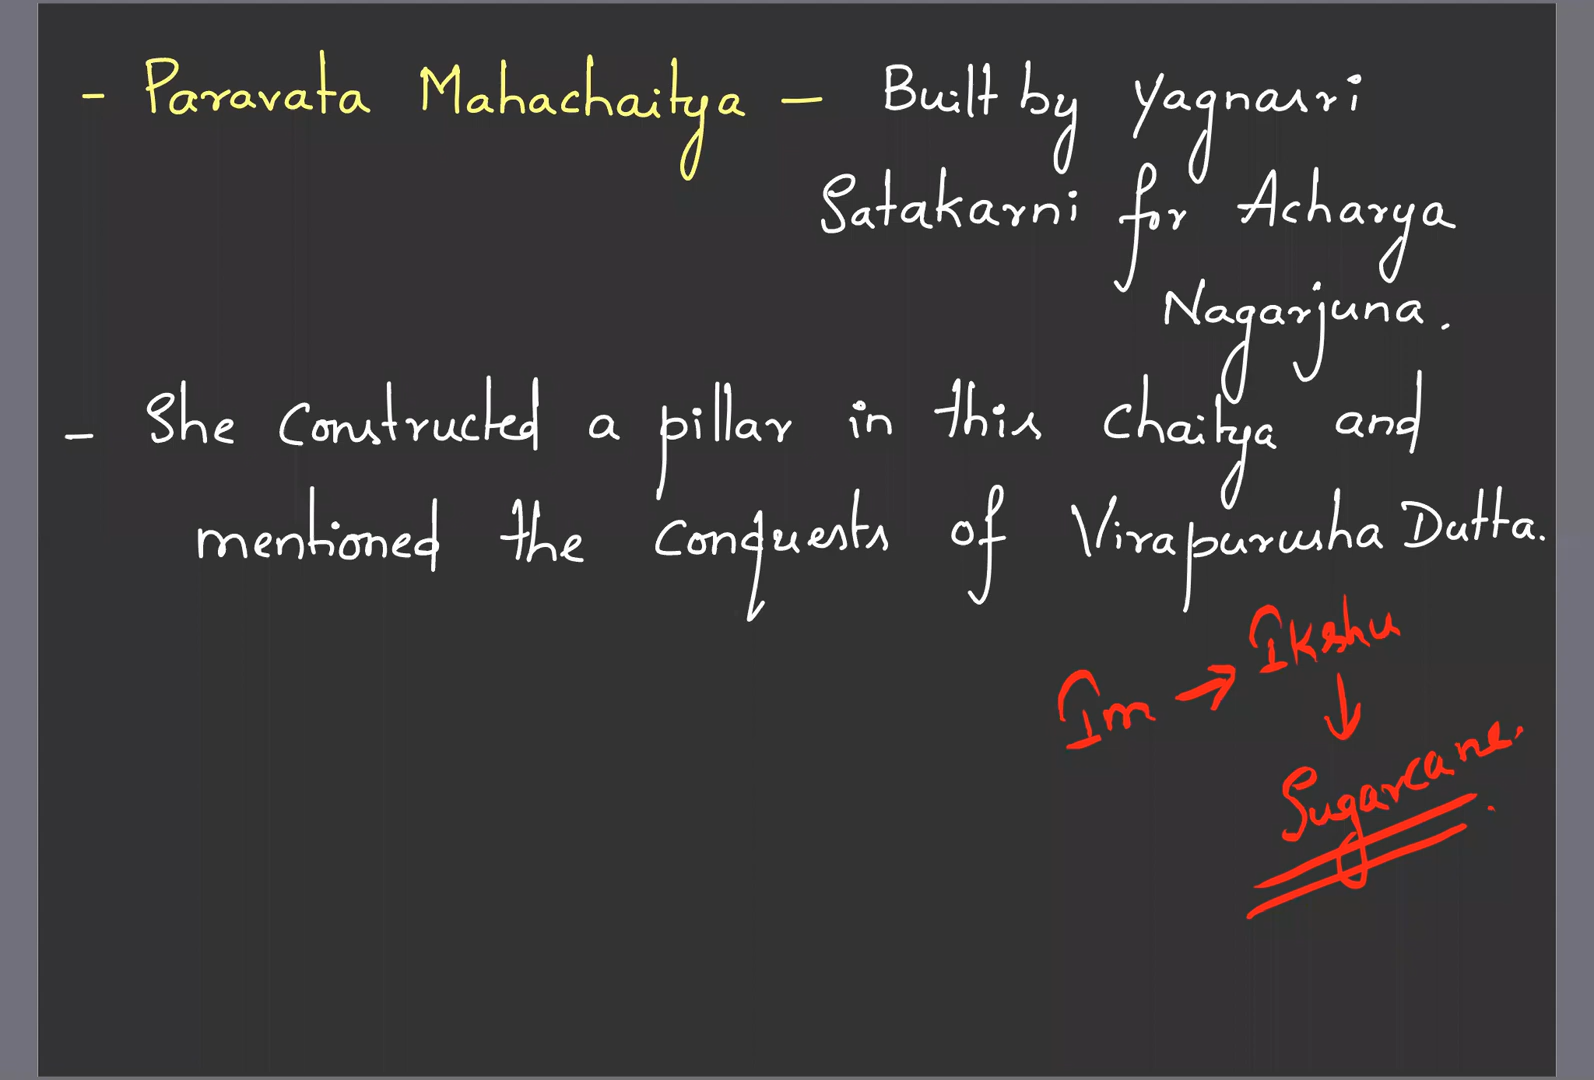 - Paravata Mahachaitya - Built by Yagnasri
Satakarni for Acharya
Nagarjuna.
- She constructed a pillar in this chaitya and
mentioned the conquests of Virapurusha Datta.
Im → Ikshu
↓
Sugarcane.